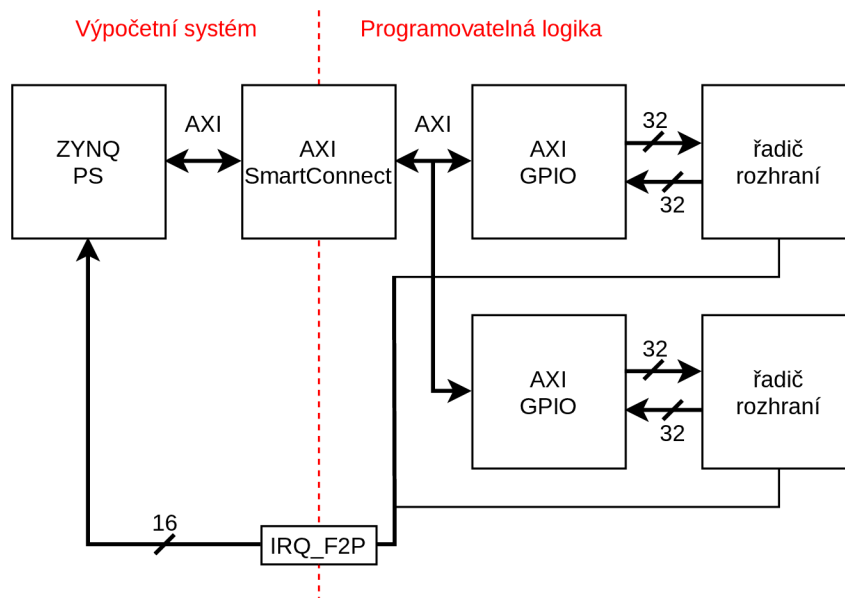 Výpočetní systém
Programovatelná logika
ZYNQ
PS
AXI
AXI
SmartConnect
AXI
AXI
GPIO
32
32
řadič
rozhraní
AXI
GPIO
32
32
řadič
rozhraní
16
IRQ_F2P